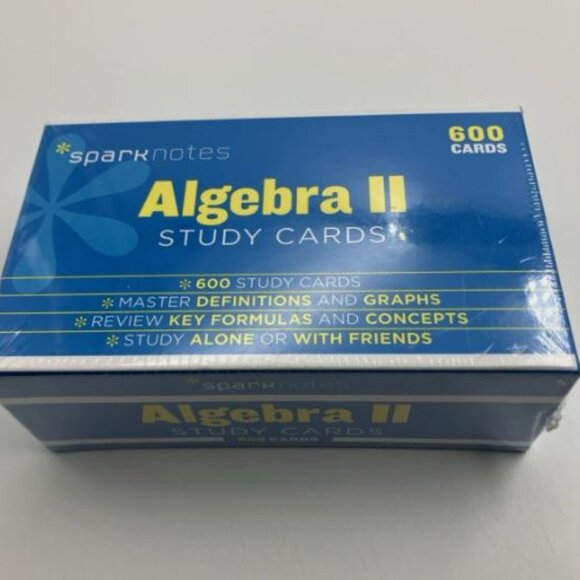 *sparknotes
600
CARDS
Algebra II
STUDY CARDS
* 600 STUDY CARDS
* MASTER DEFINITIONS AND GRAPHS
* REVIEW KEY FORMULAS AND CONCEPTS
* STUDY ALONE OR WITH FRIENDS
*sparknotes
Algebra II
STUDY CARDS
600 CARDS